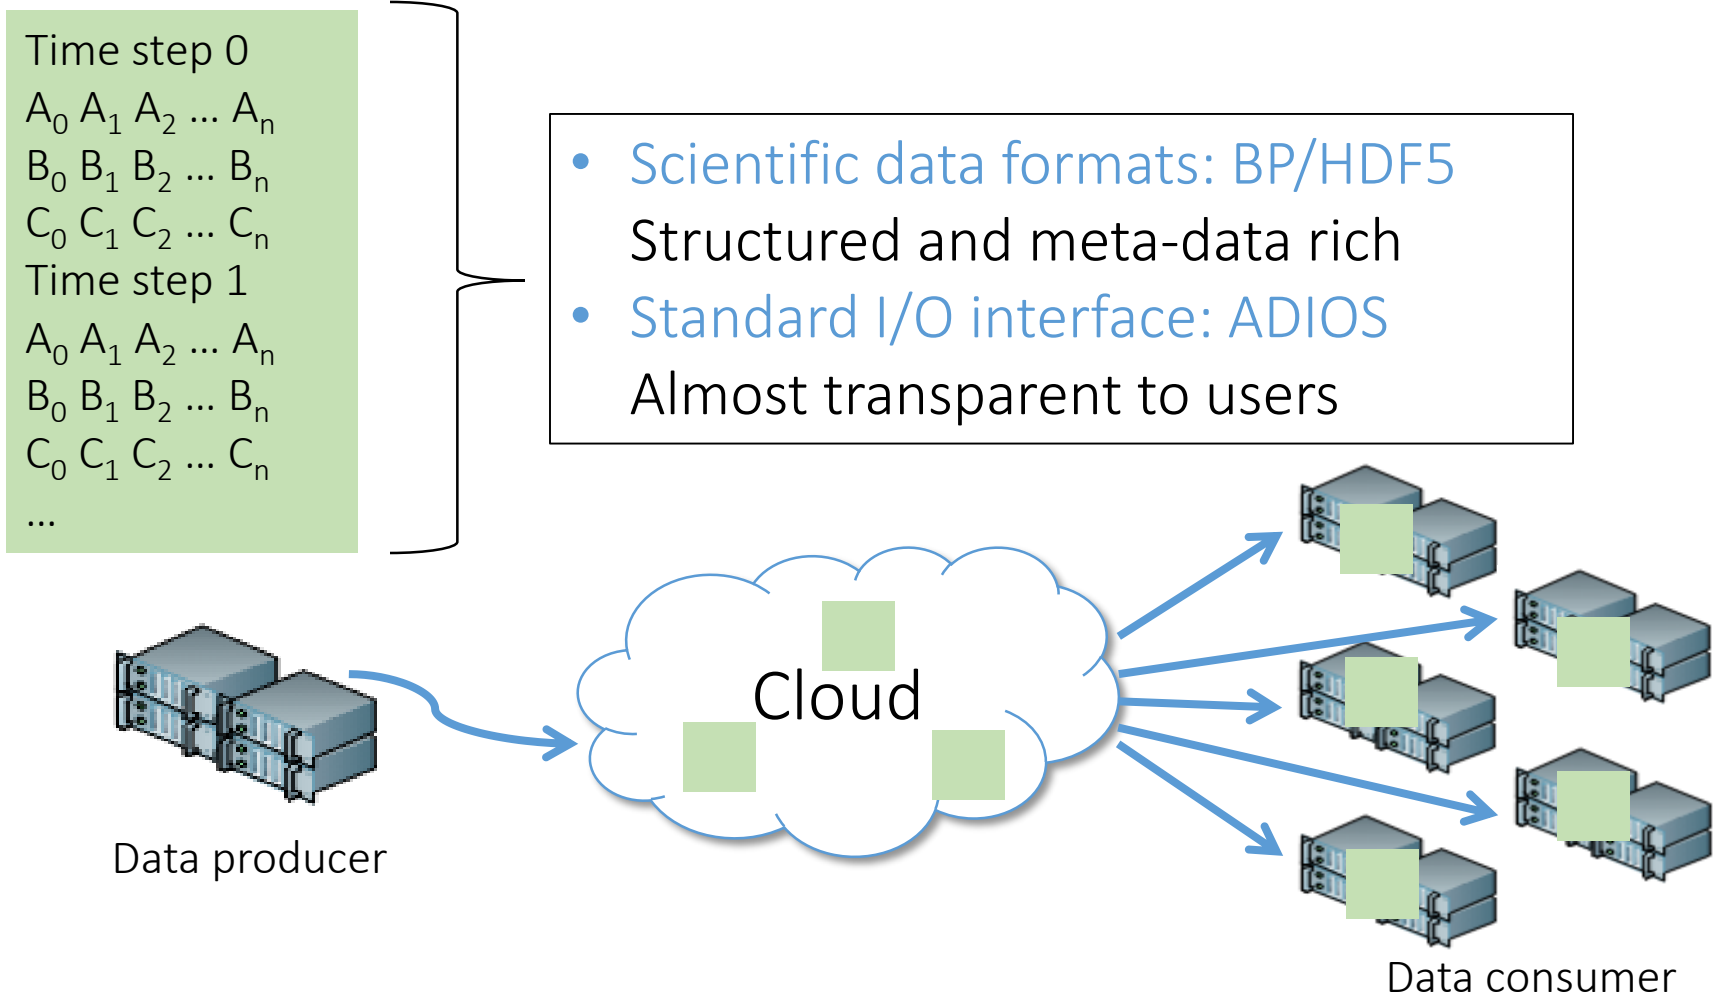 Time step 0
A0 A1 A2 ... An
B0 B1 B2 ... Bn
C0 C1 C2 ... Cn
Time step 1
A0 A1 A2 ... An
B0 B1 B2 ... Bn
C0 C1 C2 ... Cn
...
• Scientific data formats: BP/HDF5
Structured and meta-data rich
• Standard I/O interface: ADIOS
Almost transparent to users
Cloud
Data producer
Data consumer